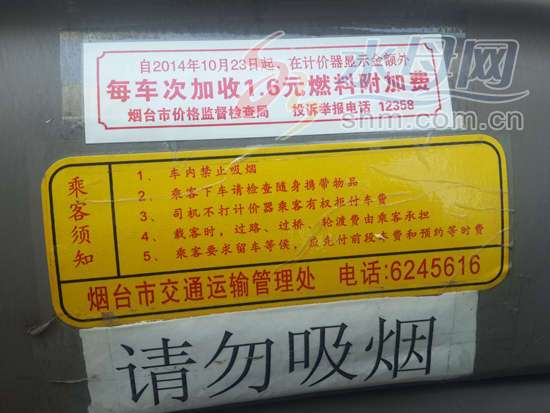 自2014年10月23日起、在计价器显示金额外
每车次加收1.6元燃料附加费
烟台市价格监督检查局 投诉举报电话 12358
水母网
shm.com.cn
乘客须知
1、车内禁止吸烟
2、乘客下车请检查随身携带物品
3、司机不打计价器乘客有权拒付车费
4、载客时，过路、过桥、轮渡费由乘客承担
5、乘客要求留车等侯，应先付前段车费和预约等时费
烟台市交通运输管理处 电话:6245616
请勿吸烟